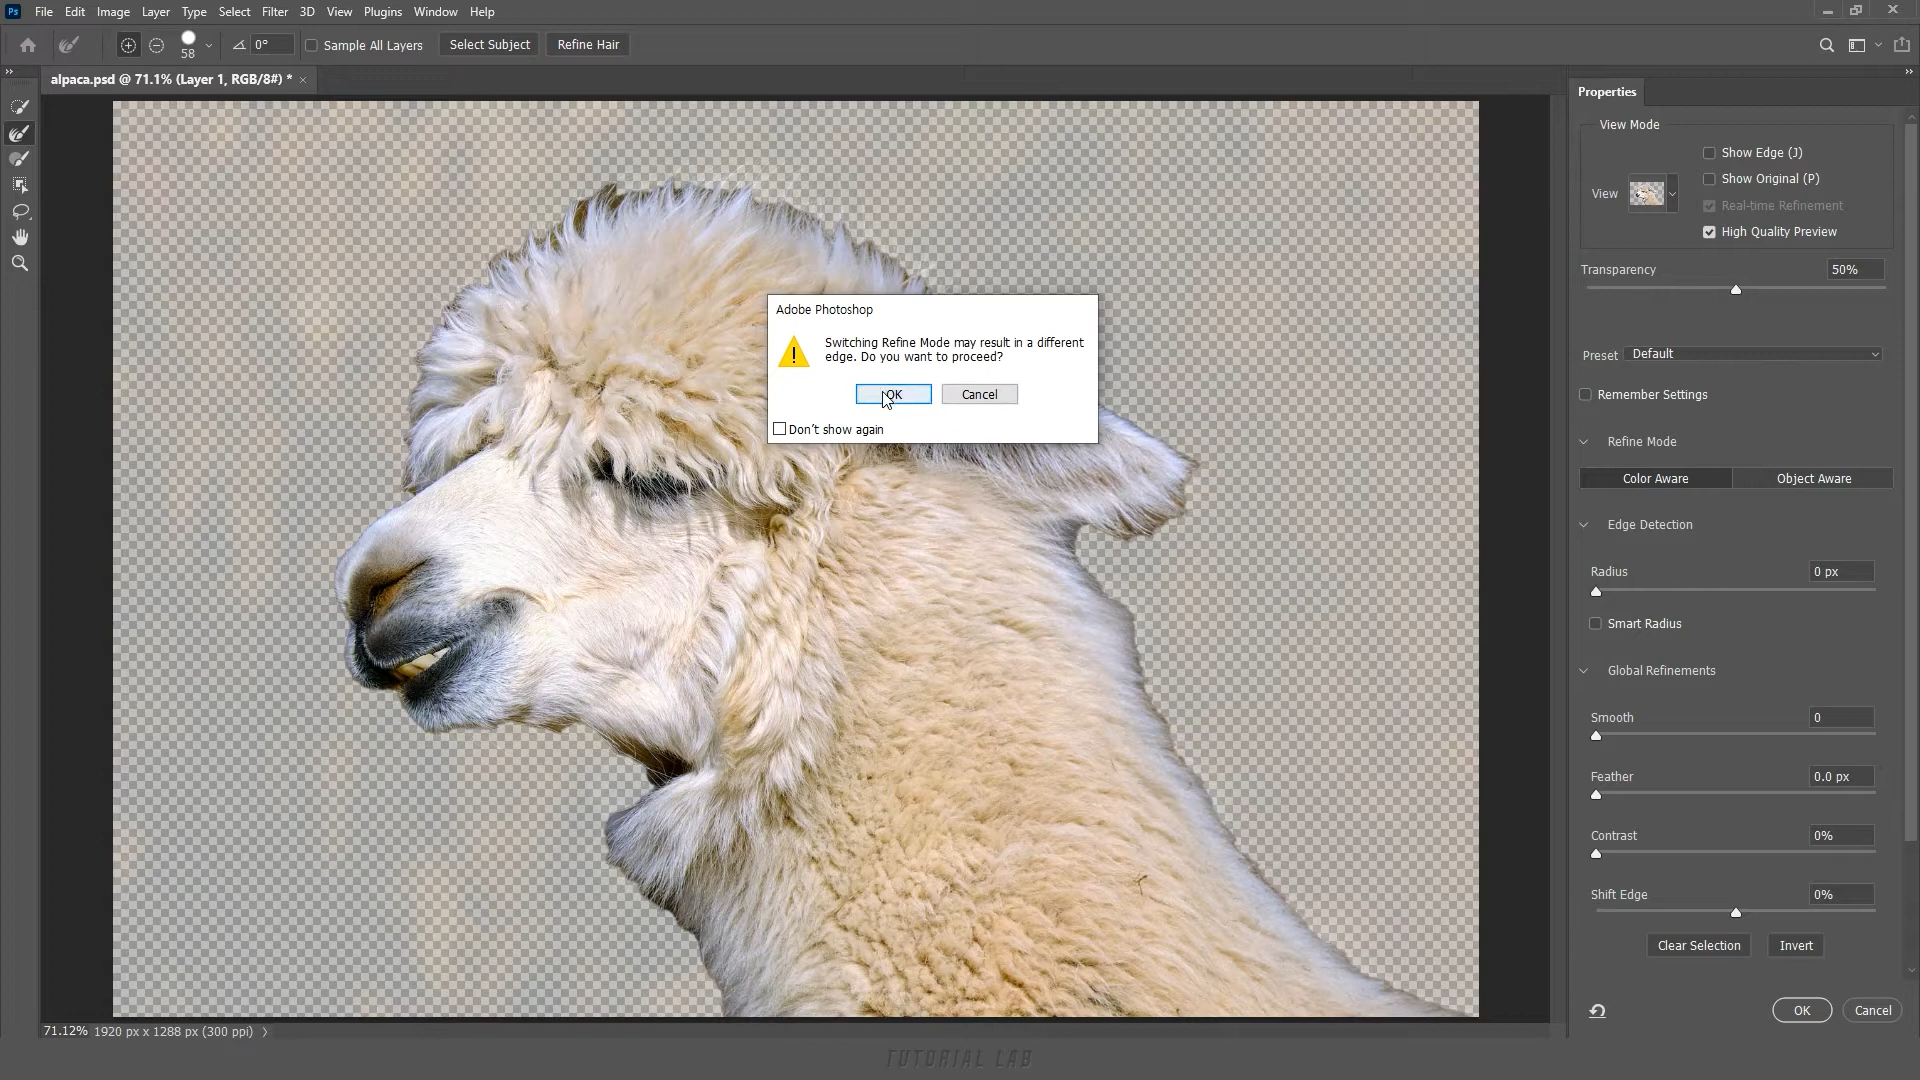 Ps File Edit Image Layer Type Select Filter 3D View Plugins Window Help
58 0° Sample All Layers Select Subject Refine Hair
alpaca.psd @ 71.1% (Layer 1, RGB/8#) *
Properties
View Mode
Show Edge (J)
Show Original (P)
View
Real-time Refinement
High Quality Preview
Transparency 50%
Adobe Photoshop
Switching Refine Mode may result in a different
edge. Do you want to proceed?
OK Cancel
Don't show again
Preset Default
Remember Settings
Refine Mode
Color Aware Object Aware
Edge Detection
Radius 0 px
Smart Radius
Global Refinements
Smooth 0
Feather 0.0 px
Contrast 0%
Shift Edge 0%
Clear Selection Invert
OK Cancel
71.12% 1920 px x 1288 px (300 ppi)
TUTORIAL LAB